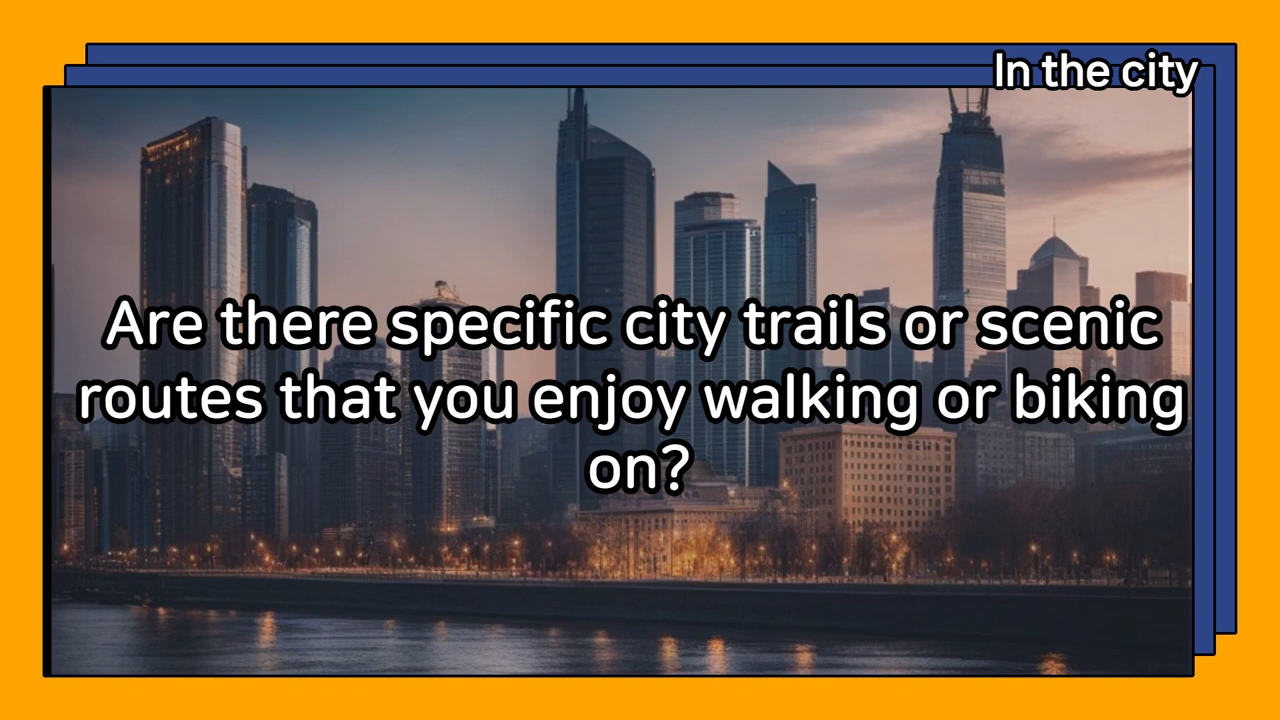 In the city
Are there specific city trails or scenic
routes that you enjoy walking or biking
on?